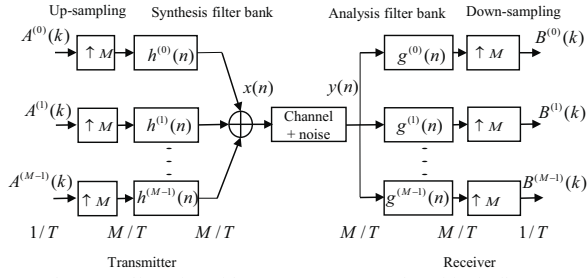 Up-sampling Synthesis filter bank Analysis filter bank Down-sampling
A^(0)(k) ↑ M h^(0)(n) g^(0)(n) ↑ M B^(0)(k)
x(n) y(n)
A^(1)(k) ↑ M h^(1)(n) Channel + noise g^(1)(n) ↑ M B^(1)(k)
A^(M-1)(k) ↑ M h^(M-1)(n) g^(M-1)(n) ↑ M B^(M-1)(k)
1/T M/T M/T M/T M/T 1/T
Transmitter Receiver